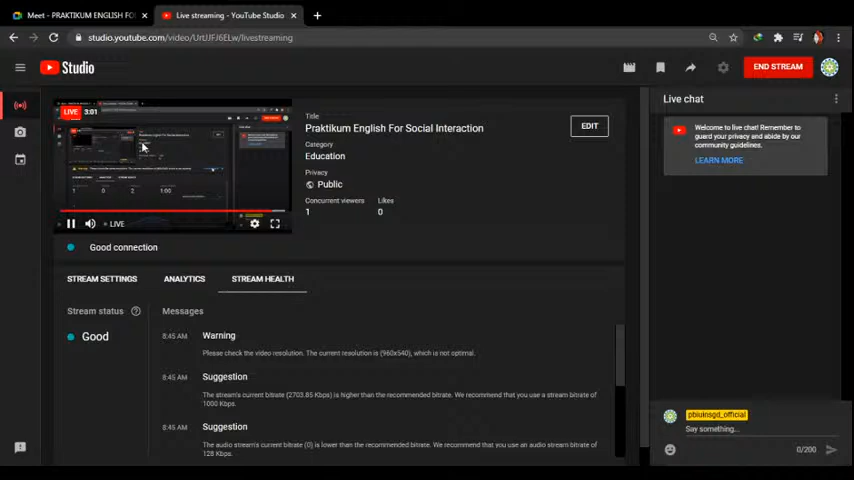 Meet - PRAKTIKUM ENGLISH FO
Live streaming - YouTube Studio
studio.youtube.com/video/UrtJFJ6ELw/livestreaming
Studio
END STREAM
LIVE 3:01
LIVE
Title
Praktikum English For Social Interaction
EDIT
Category
Education
Privacy
Public
Concurrent viewers Likes
1 0
Good connection
STREAM SETTINGS ANALYTICS STREAM HEALTH
Stream status
Good
Messages
8:45 AM Warning
Please check the video resolution. The current resolution is (960x540), which is not optimal.
8:45 AM Suggestion
The stream's current bitrate (2703.85 Kbps) is higher than the recommended bitrate. We recommend that you use a stream bitrate of
1000 Kbps.
8:45 AM Suggestion
The audio stream's current bitrate (0) is lower than the recommended bitrate. We recommend that you use an audio stream bitrate of
128 Kbps.
Live chat
Welcome to live chat! Remember to
guard your privacy and abide by our
community guidelines.
LEARN MORE
pbiuinsgd_official
Say something...
0/200